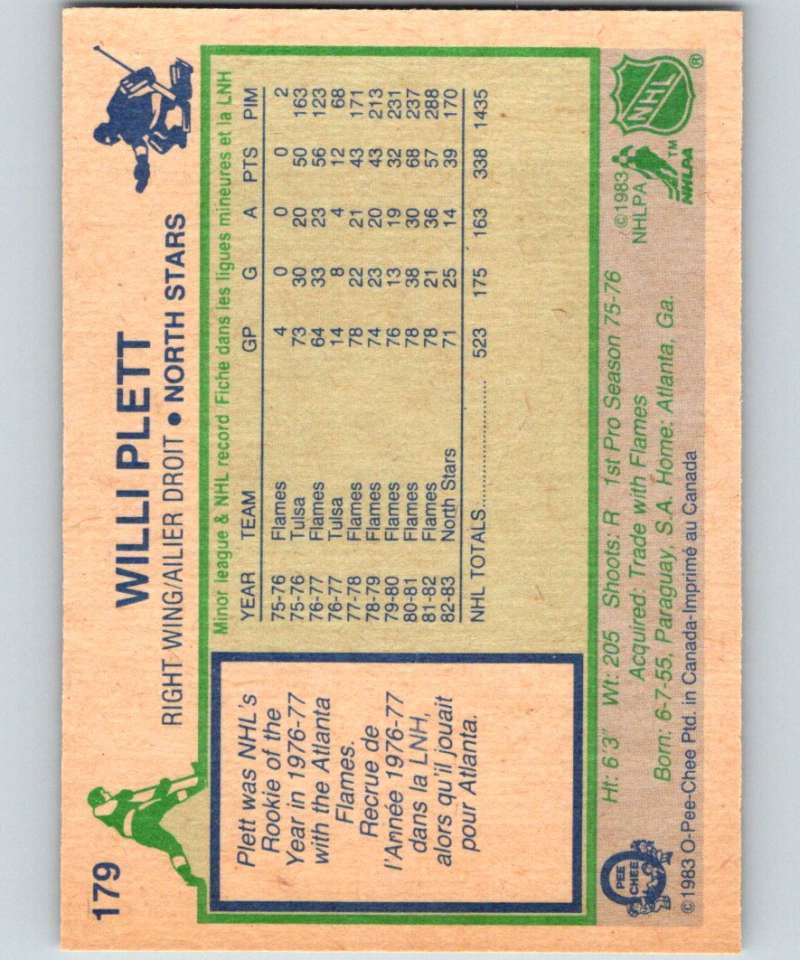 179
WILLI PLETT
RIGHT WING/AILIER DROIT • NORTH STARS
Plett was NHL's
Rookie of the
Year in 1976-77
with the Atlanta
Flames.
Recrue de
l'Année 1976-77
dans la LNH,
alors qu'il jouait
pour Atlanta.
Minor league & NHL record Fiche dans les ligues mineures et la LNH
YEAR TEAM GP G A PTS PIM
75-76 Flames 4 0 0 0 2
75-76 Tulsa 73 30 20 50 163
76-77 Flames 64 33 23 56 123
76-77 Tulsa 14 8 4 12 68
77-78 Flames 78 22 21 43 171
78-79 Flames 74 23 20 43 213
79-80 Flames 76 13 19 32 231
80-81 Flames 78 38 30 68 237
81-82 Flames 78 21 36 57 288
82-83 North Stars 71 25 14 39 170
NHL TOTALS.................... 523 175 163 338 1435
Ht: 6'3" Wt: 205 Shoots: R 1st Pro Season 75-76
Acquired: Trade with Flames
Born: 6-7-55, Paraguay, S.A. Home: Atlanta, Ga.
©1983 O-Pee-Chee Ptd. in Canada-Imprimé au Canada
O PEE CHEE
©1983
NHLPA
NHLPA TM
NHL ®